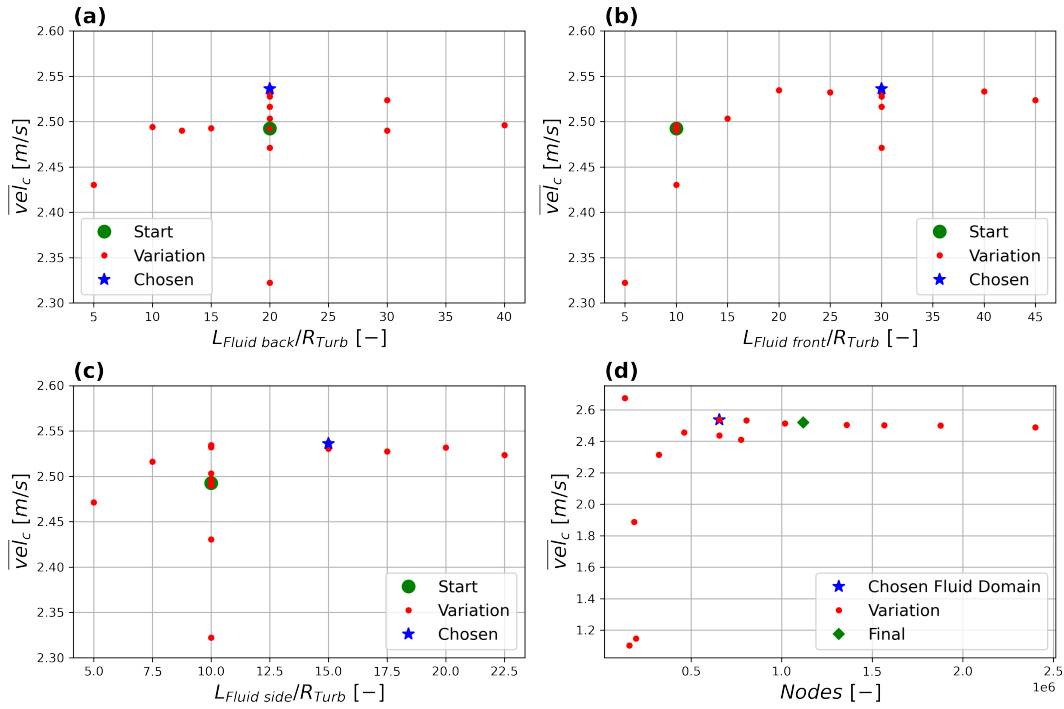 (a)
2.60
2.55
2.50
2.45
2.40
2.35
2.30
vel_c [m/s]
Start
Variation
Chosen
5 10 15 20 25 30 35 40
L_Fluid back/R_Turb [−]
(b)
2.60
2.55
2.50
2.45
2.40
2.35
2.30
vel_c [m/s]
Start
Variation
Chosen
5 10 15 20 25 30 35 40 45
L_Fluid front/R_Turb [−]
(c)
2.60
2.55
2.50
2.45
2.40
2.35
2.30
vel_c [m/s]
Start
Variation
Chosen
5.0 7.5 10.0 12.5 15.0 17.5 20.0 22.5
L_Fluid side/R_Turb [−]
(d)
2.6
2.4
2.2
2.0
1.8
1.6
1.4
1.2
vel_c [m/s]
Chosen Fluid Domain
Variation
Final
0.5 1.0 1.5 2.0 2.5
1e6
Nodes [−]